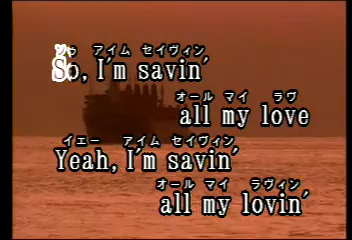 ソゥ アイム セイヴィン
So, I'm savin'
オール マイ ラヴ
all my love
イエー アイム セイヴィン
Yeah, I'm savin'
オール マイ ラヴィン
all my lovin'